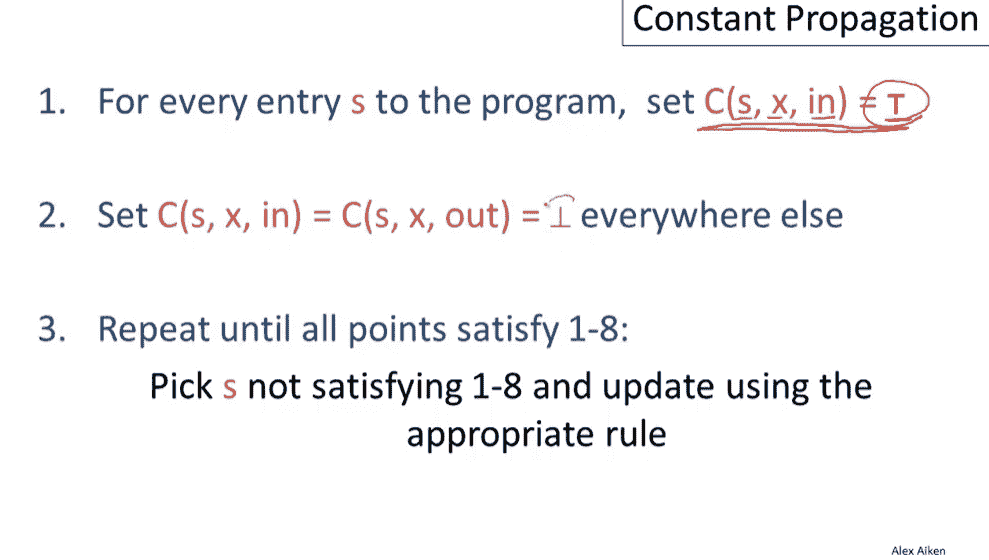 Constant Propagation
1. For every entry s to the program, set C(s, x, in) = ⊤
2. Set C(s, x, in) = C(s, x, out) = ⊥ everywhere else
3. Repeat until all points satisfy 1-8:
Pick s not satisfying 1-8 and update using the
appropriate rule
Alex Aiken